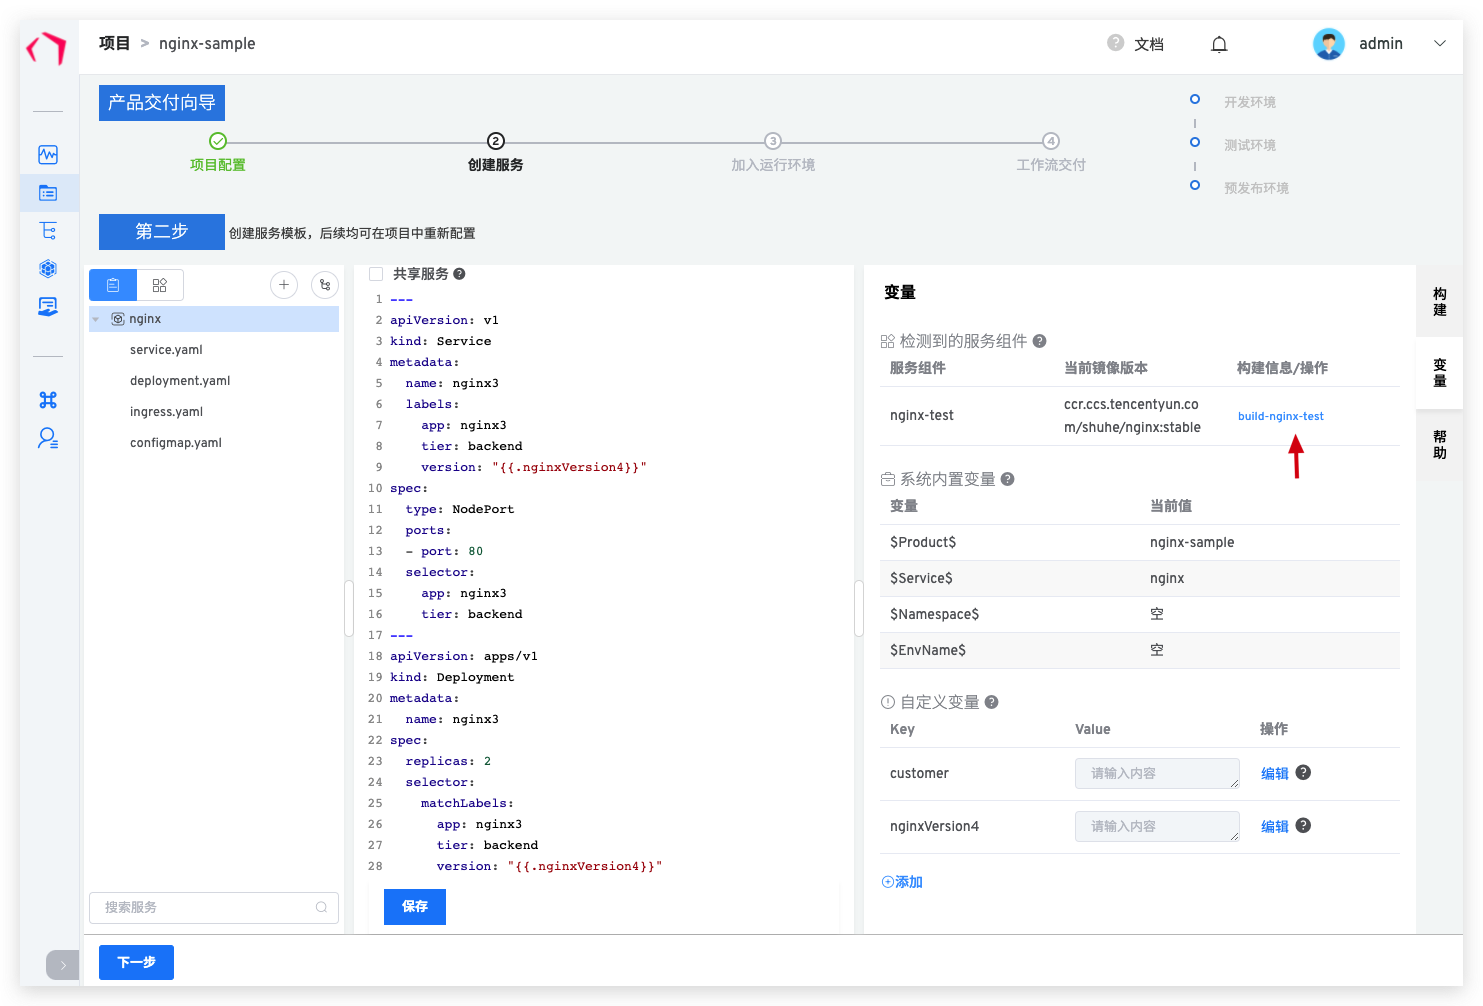 项目 > nginx-sample
文档
admin
产品交付向导
2
3
4
项目配置
创建服务
加入运行环境
工作流交付
开发环境
测试环境
预发布环境
第二步 创建服务模板，后续均可在项目中重新配置
nginx
service.yaml
deployment.yaml
ingress.yaml
configmap.yaml
搜索服务
共享服务
1 ---
2 apiVersion: v1
3 kind: Service
4 metadata:
5   name: nginx3
6   labels:
7     app: nginx3
8     tier: backend
9     version: "{{.nginxVersion4}}"
10 spec:
11   type: NodePort
12   ports:
13   - port: 80
14   selector:
15     app: nginx3
16     tier: backend
17 ---
18 apiVersion: apps/v1
19 kind: Deployment
20 metadata:
21   name: nginx3
22 spec:
23   replicas: 2
24   selector:
25     matchLabels:
26       app: nginx3
27       tier: backend
28       version: "{{.nginxVersion4}}"
保存
变量
检测到的服务组件
服务组件 当前镜像版本 构建信息/操作
nginx-test ccr.ccs.tencentyun.co
m/shuhe/nginx:stable build-nginx-test
系统内置变量
变量 当前值
$Product$ nginx-sample
$Service$ nginx
$Namespace$ 空
$EnvName$ 空
自定义变量
Key Value 操作
customer 请输入内容 编辑
nginxVersion4 请输入内容 编辑
添加
构建
变量
帮助
下一步